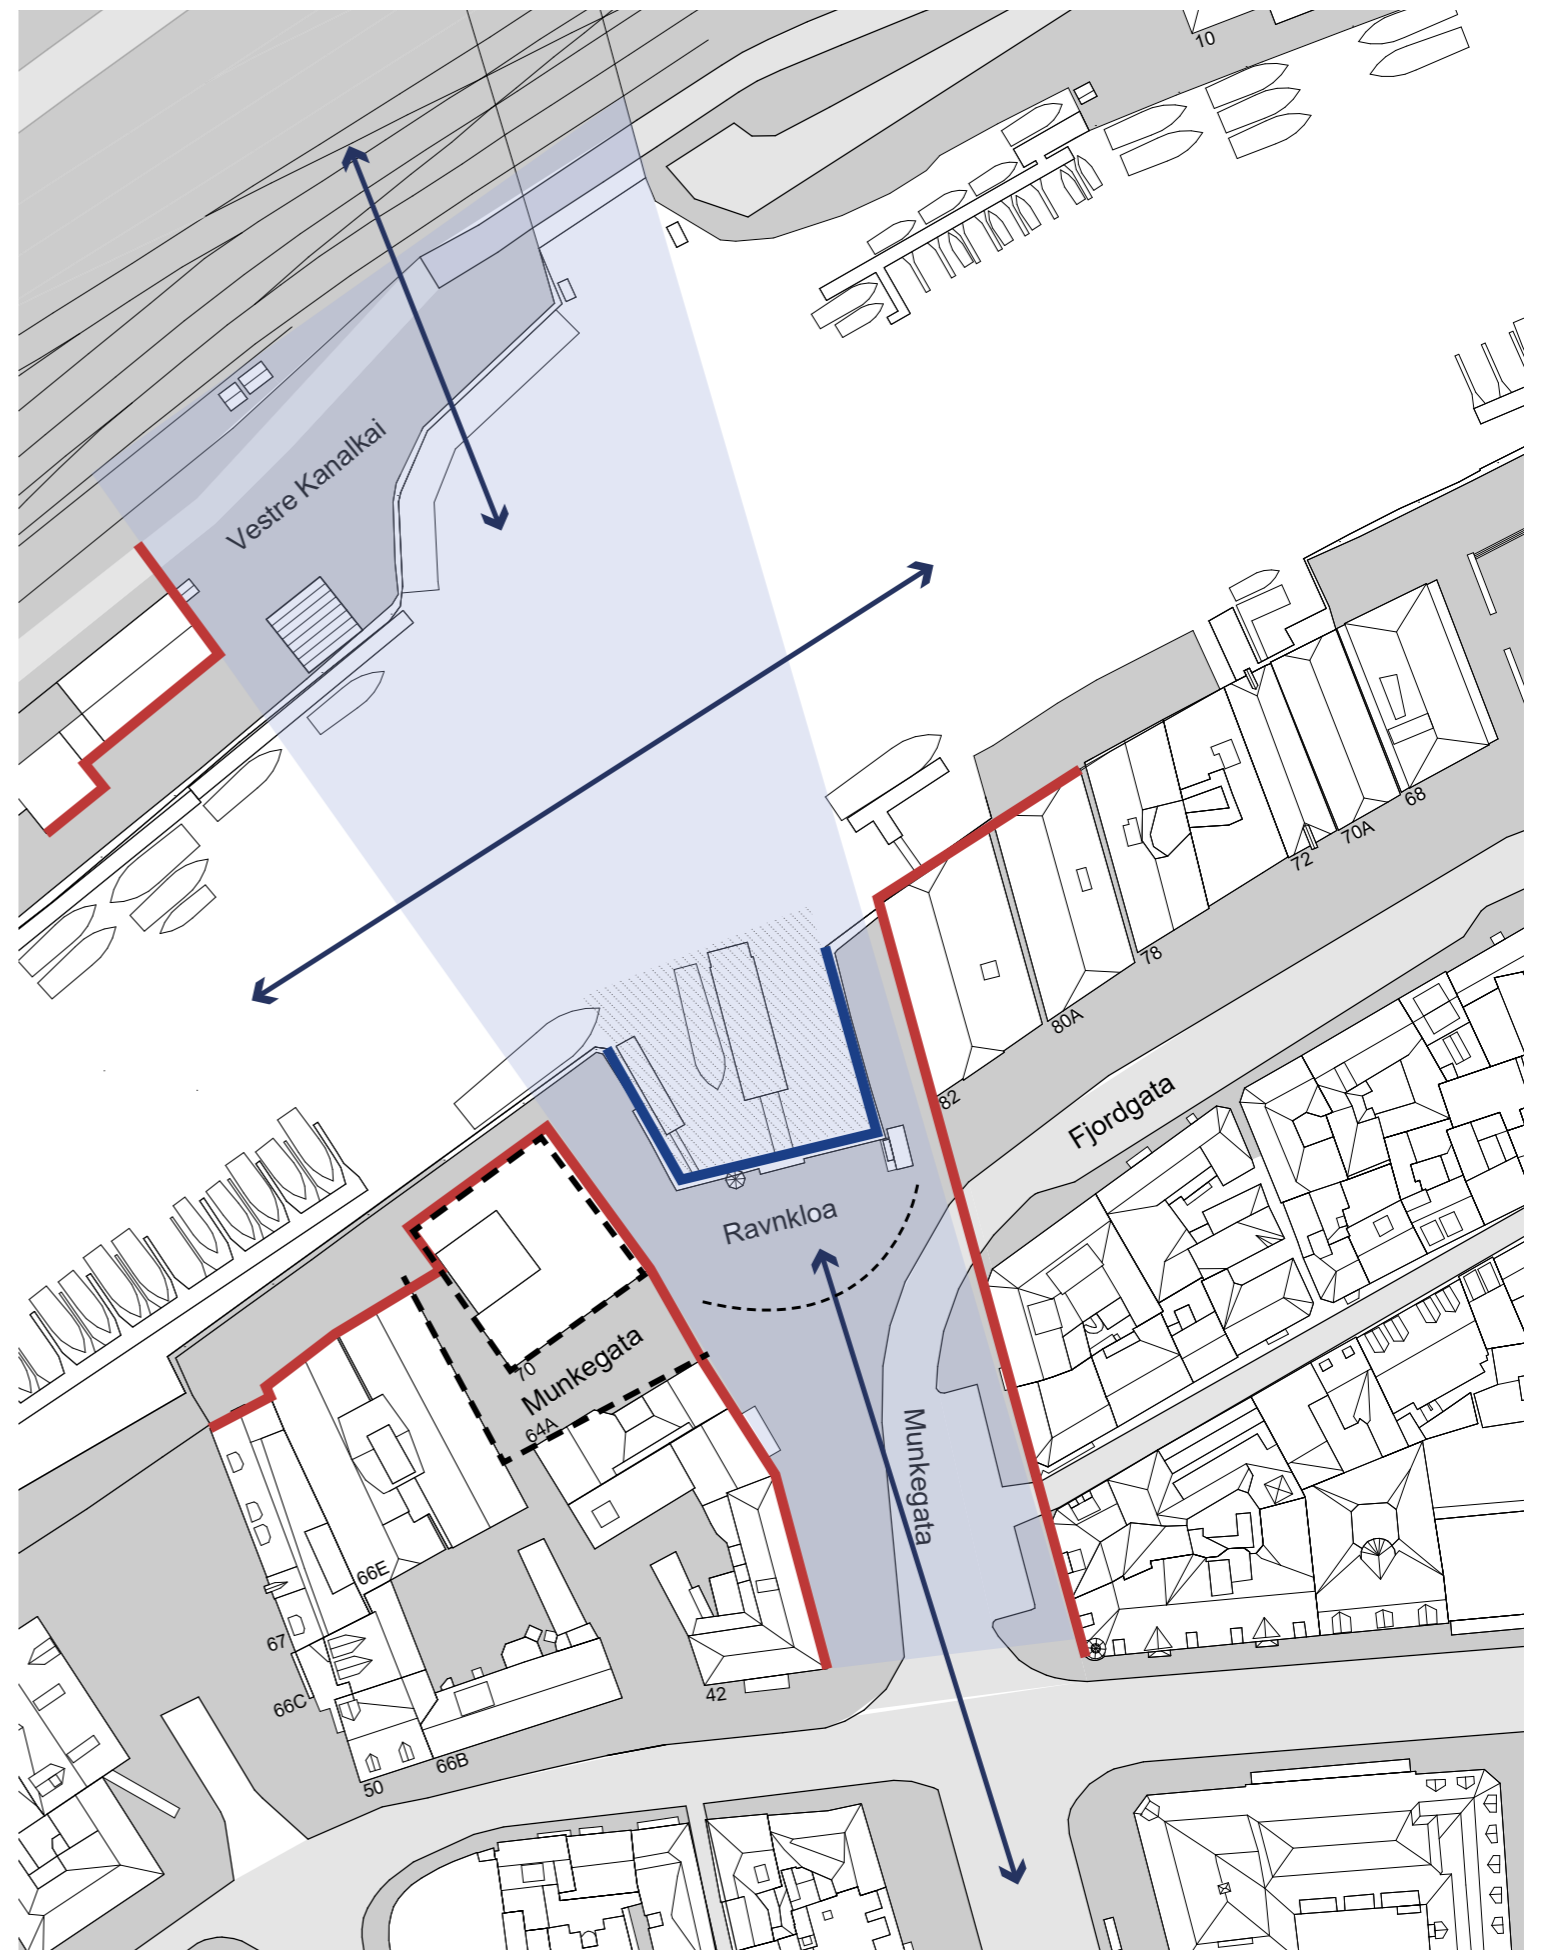 10
Vestre Kanalkai
68
70A
72
78
80A
82
Fjordgata
Ravnkloa
70
Munkegata
64A
Munkegata
66E
67
66C
42
66B
50